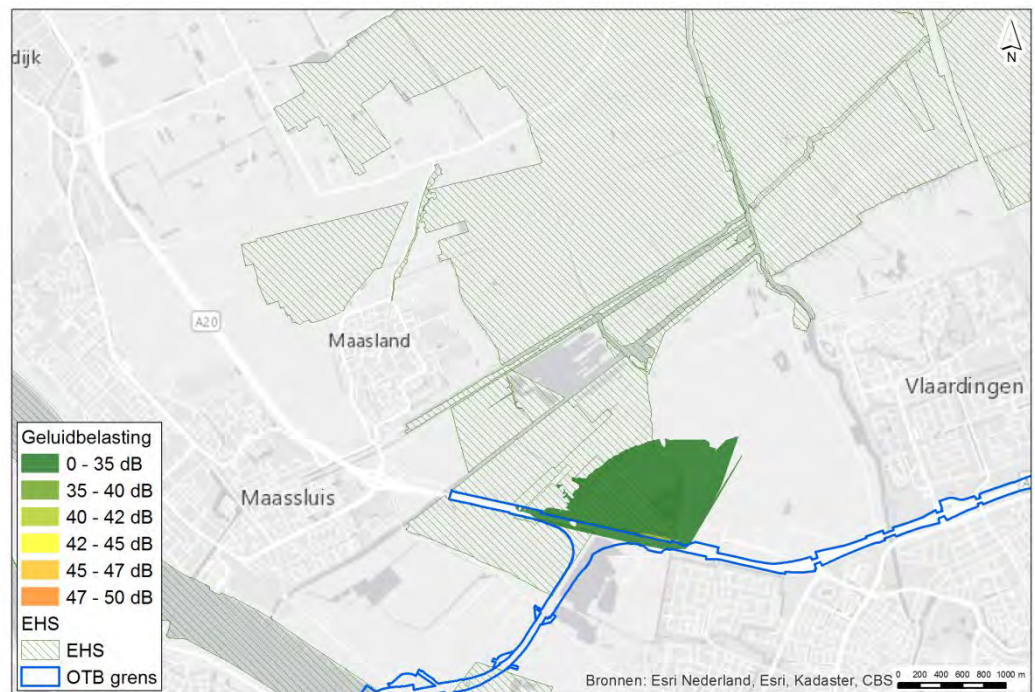 dijk
N
A20
Maasland
Vlaardingen
Maassluis
Geluidbelasting
0 - 35 dB
35 - 40 dB
40 - 42 dB
42 - 45 dB
45 - 47 dB
47 - 50 dB
EHS
EHS
OTB grens
Bronnen: Esri Nederland, Esri, Kadaster, CBS
0 200 400 600 800 1000 m